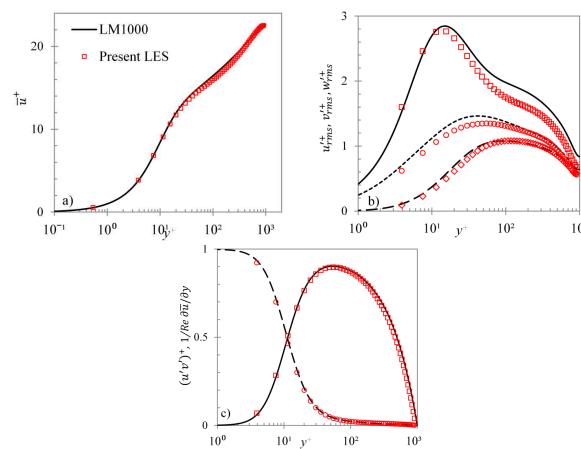 LM1000
Present LES
20
10
0
u̅⁺
a)
10⁻¹ 10⁰ 10¹ 10² 10³
y⁺
3
2
1
0
u′⁺rms, v′⁺rms, w′⁺rms
b)
10⁰ 10¹ 10² 10
y⁺
1
0.5
0
(u′v′)⁺, 1/Re ∂u̅/∂y
c)
10⁰ 10¹ 10² 10³
y⁺